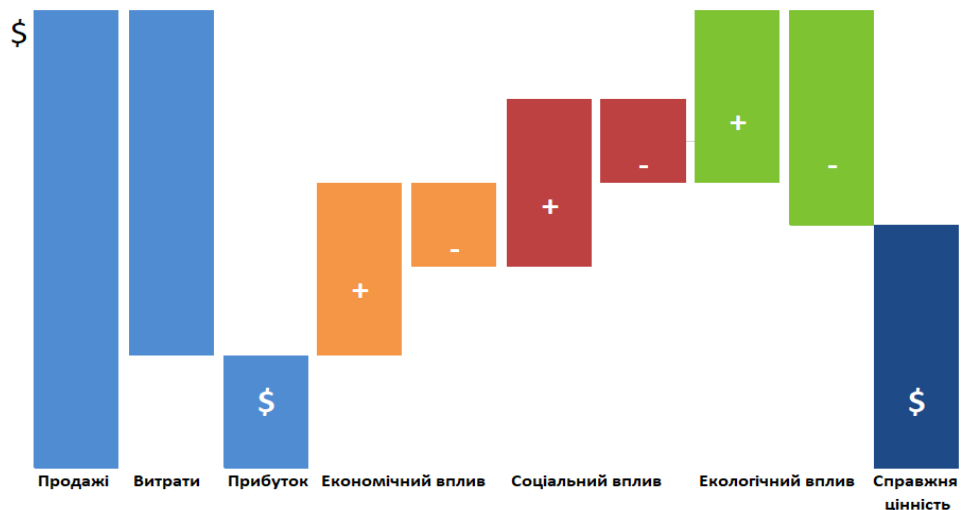 $
+
-
+
-
+
-
$
$
Продажі
Витрати
Прибуток
Економічний вплив
Соціальний вплив
Екологічний вплив
Справжня
цінність